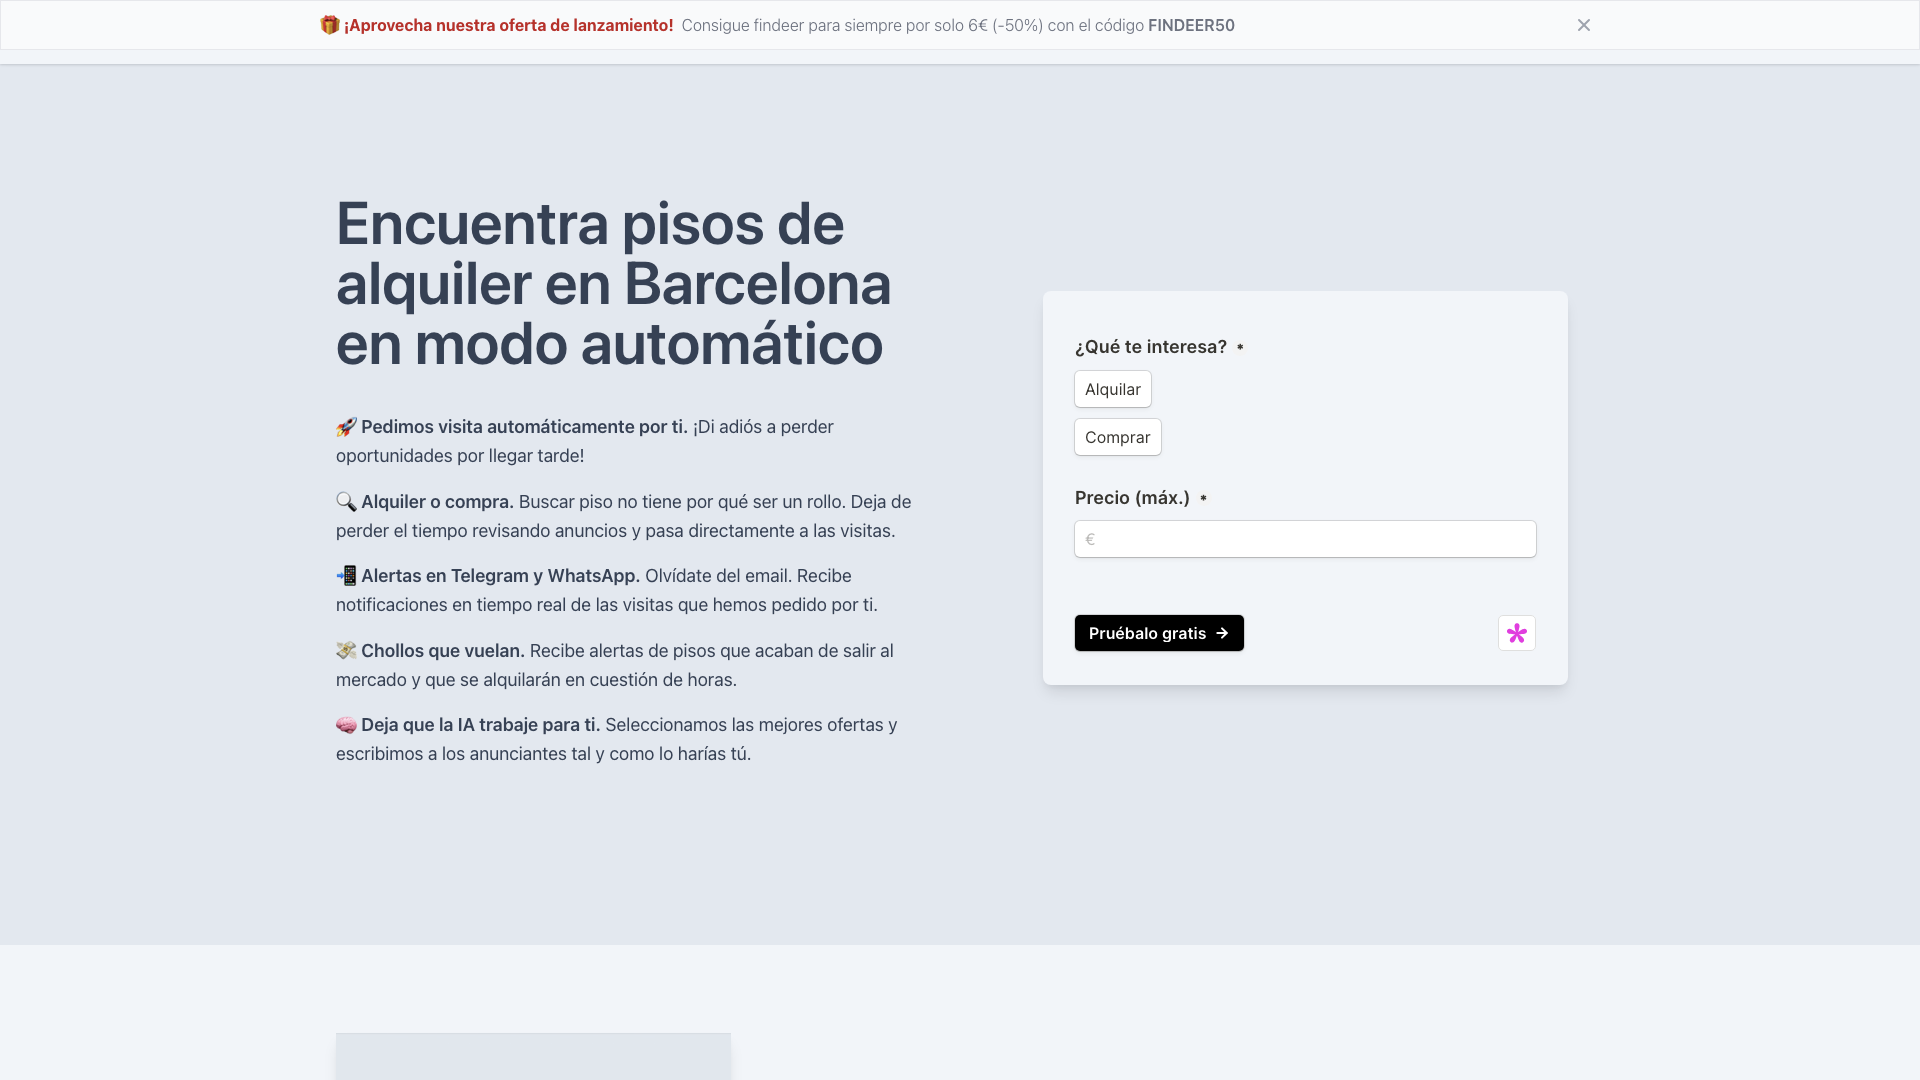 🎁 ¡Aprovecha nuestra oferta de lanzamiento! Consigue findeer para siempre por solo 6€ (-50%) con el código FINDEER50
Encuentra pisos de
alquiler en Barcelona
en modo automático
🚀 Pedimos visita automáticamente por ti. ¡Di adiós a perder
oportunidades por llegar tarde!
🔍 Alquiler o compra. Buscar piso no tiene por qué ser un rollo. Deja de
perder el tiempo revisando anuncios y pasa directamente a las visitas.
📲 Alertas en Telegram y WhatsApp. Olvídate del email. Recibe
notificaciones en tiempo real de las visitas que hemos pedido por ti.
💸 Chollos que vuelan. Recibe alertas de pisos que acaban de salir al
mercado y que se alquilarán en cuestión de horas.
🧠 Deja que la IA trabaje para ti. Seleccionamos las mejores ofertas y
escribimos a los anunciantes tal y como lo harías tú.
¿Qué te interesa? *
Alquilar
Comprar
Precio (máx.) *
€
Pruébalo gratis →